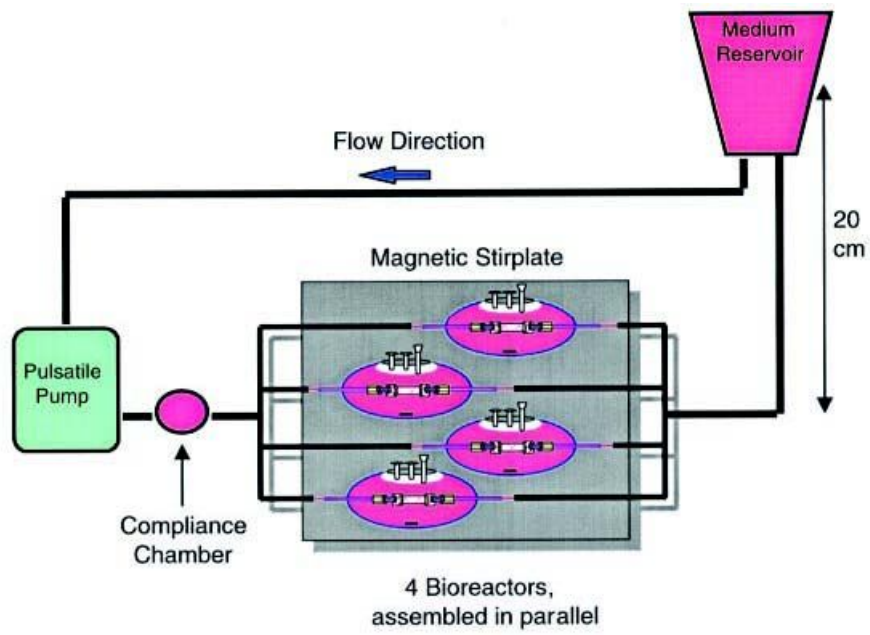 Medium
Reservoir
Flow Direction
20
cm
Magnetic Stirplate
Pulsatile
Pump
Compliance
Chamber
4 Bioreactors,
assembled in parallel